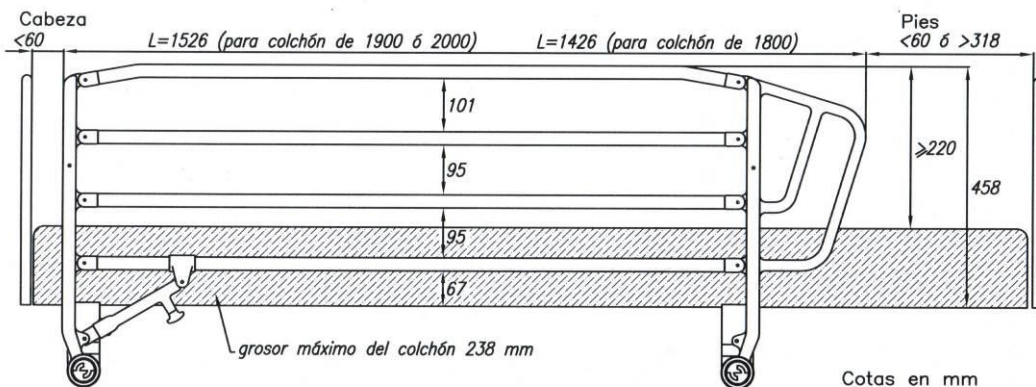 Cabeza
<60
L=1526 (para colchón de 1900 ó 2000)
L=1426 (para colchón de 1800)
Pies
<60 ó >318
101
95
⩾220
458
95
67
grosor máximo del colchón 238 mm
Cotas en mm